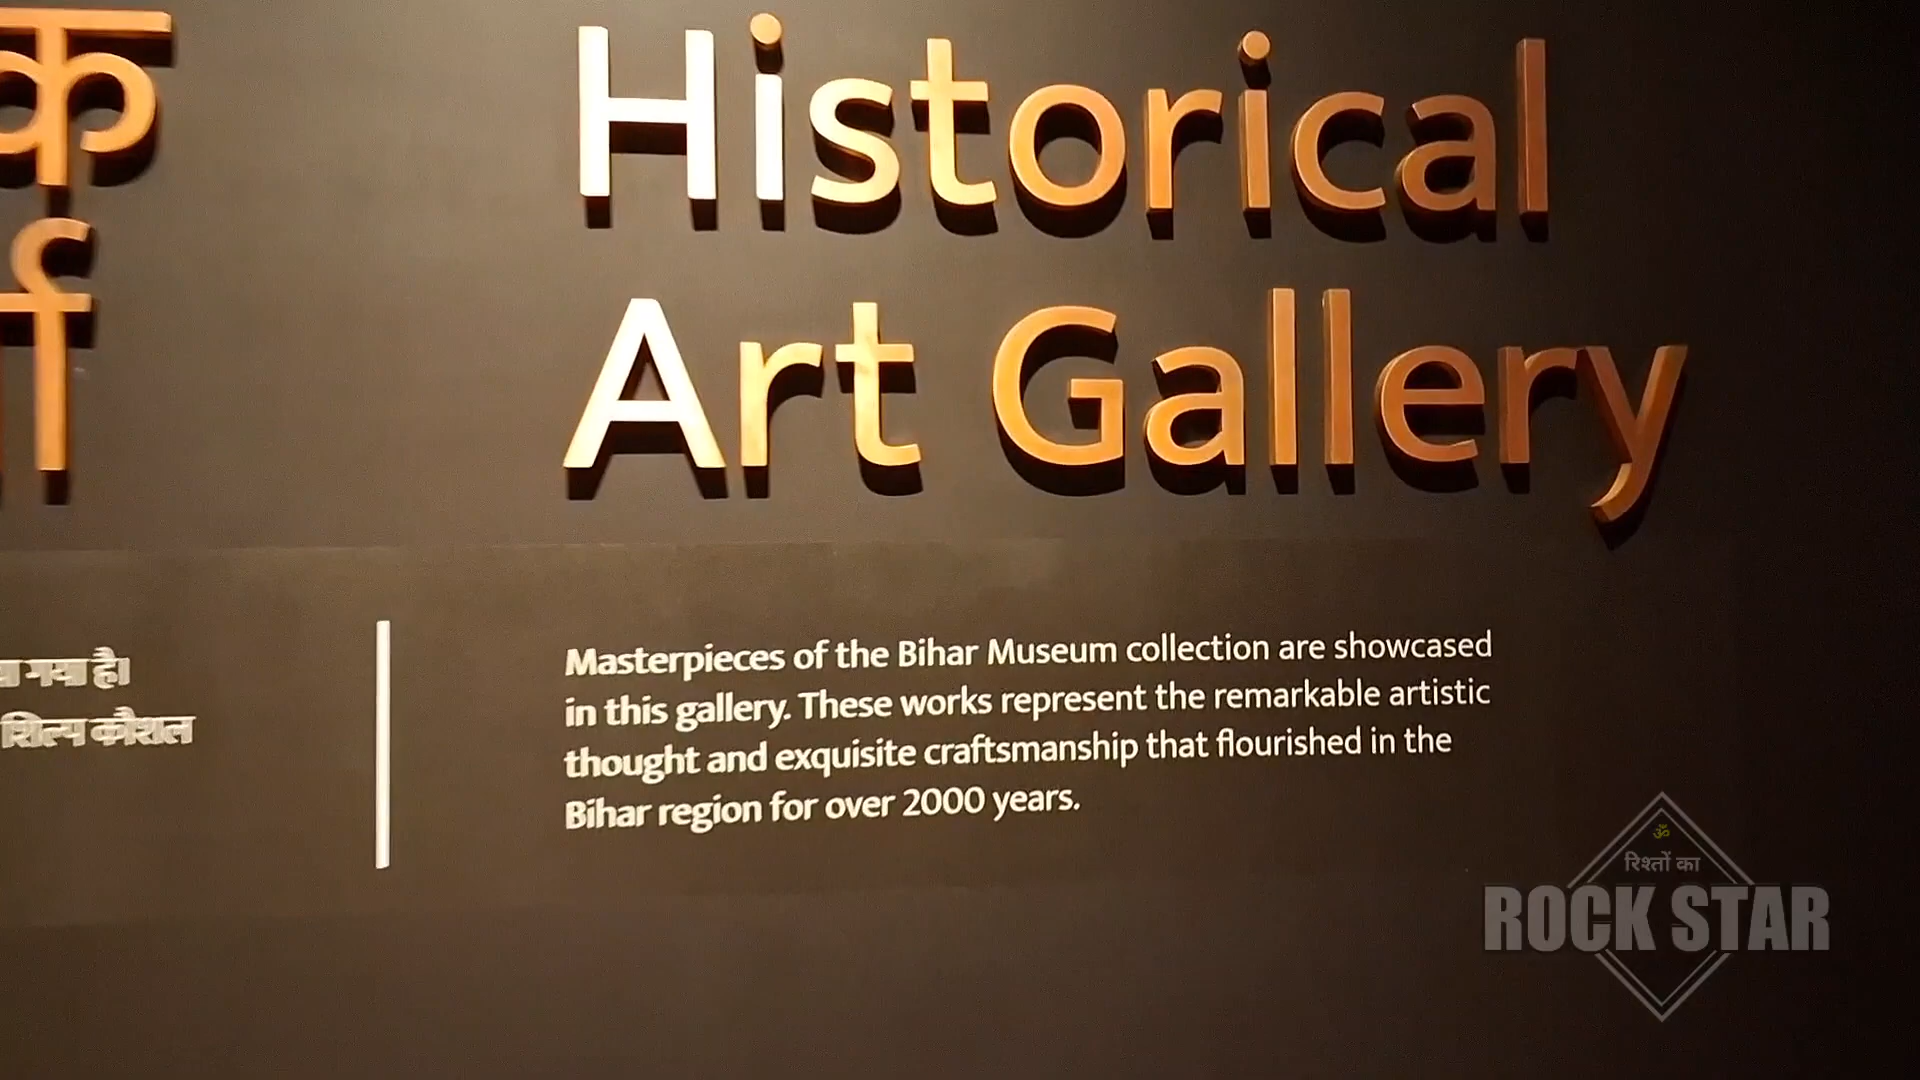 क
Historical
Art Gallery
गया है।
शिल्प कौशल
Masterpieces of the Bihar Museum collection are showcased
in this gallery. These works represent the remarkable artistic
thought and exquisite craftsmanship that flourished in the
Bihar region for over 2000 years.
ॐ
रिश्तों का
ROCK STAR